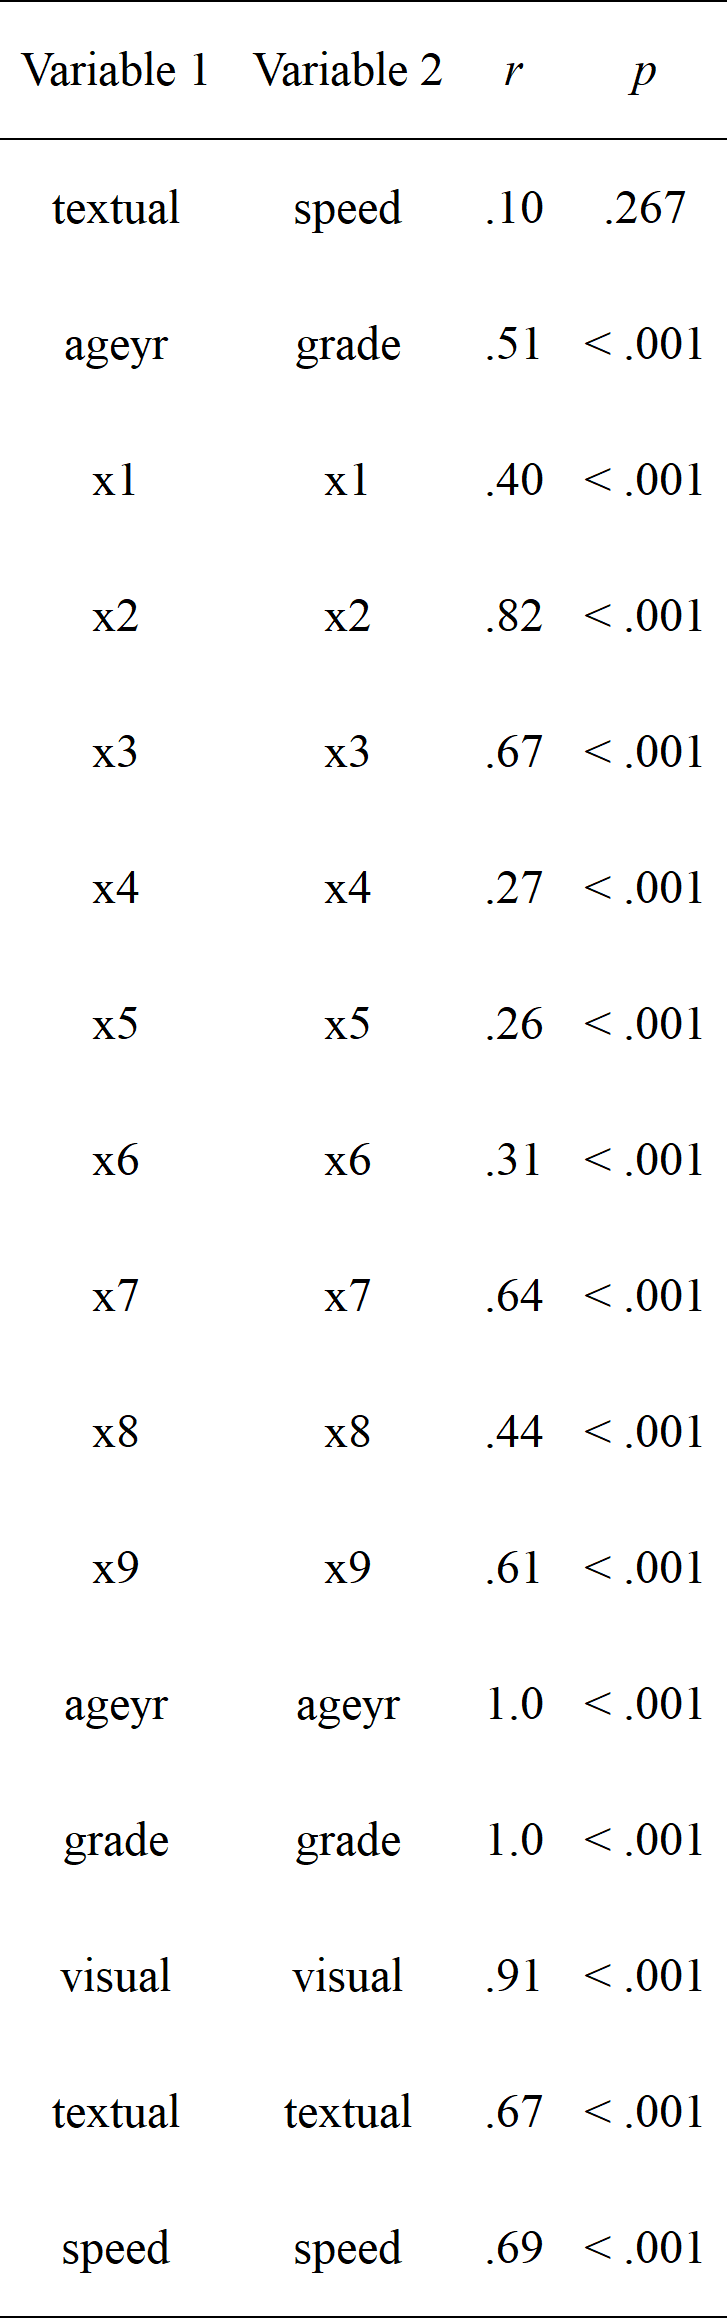 Variable 1 Variable 2 r p
textual speed .10 .267
ageyr grade .51 < .001
x1 x1 .40 < .001
x2 x2 .82 < .001
x3 x3 .67 < .001
x4 x4 .27 < .001
x5 x5 .26 < .001
x6 x6 .31 < .001
x7 x7 .64 < .001
x8 x8 .44 < .001
x9 x9 .61 < .001
ageyr ageyr 1.0 < .001
grade grade 1.0 < .001
visual visual .91 < .001
textual textual .67 < .001
speed speed .69 < .001